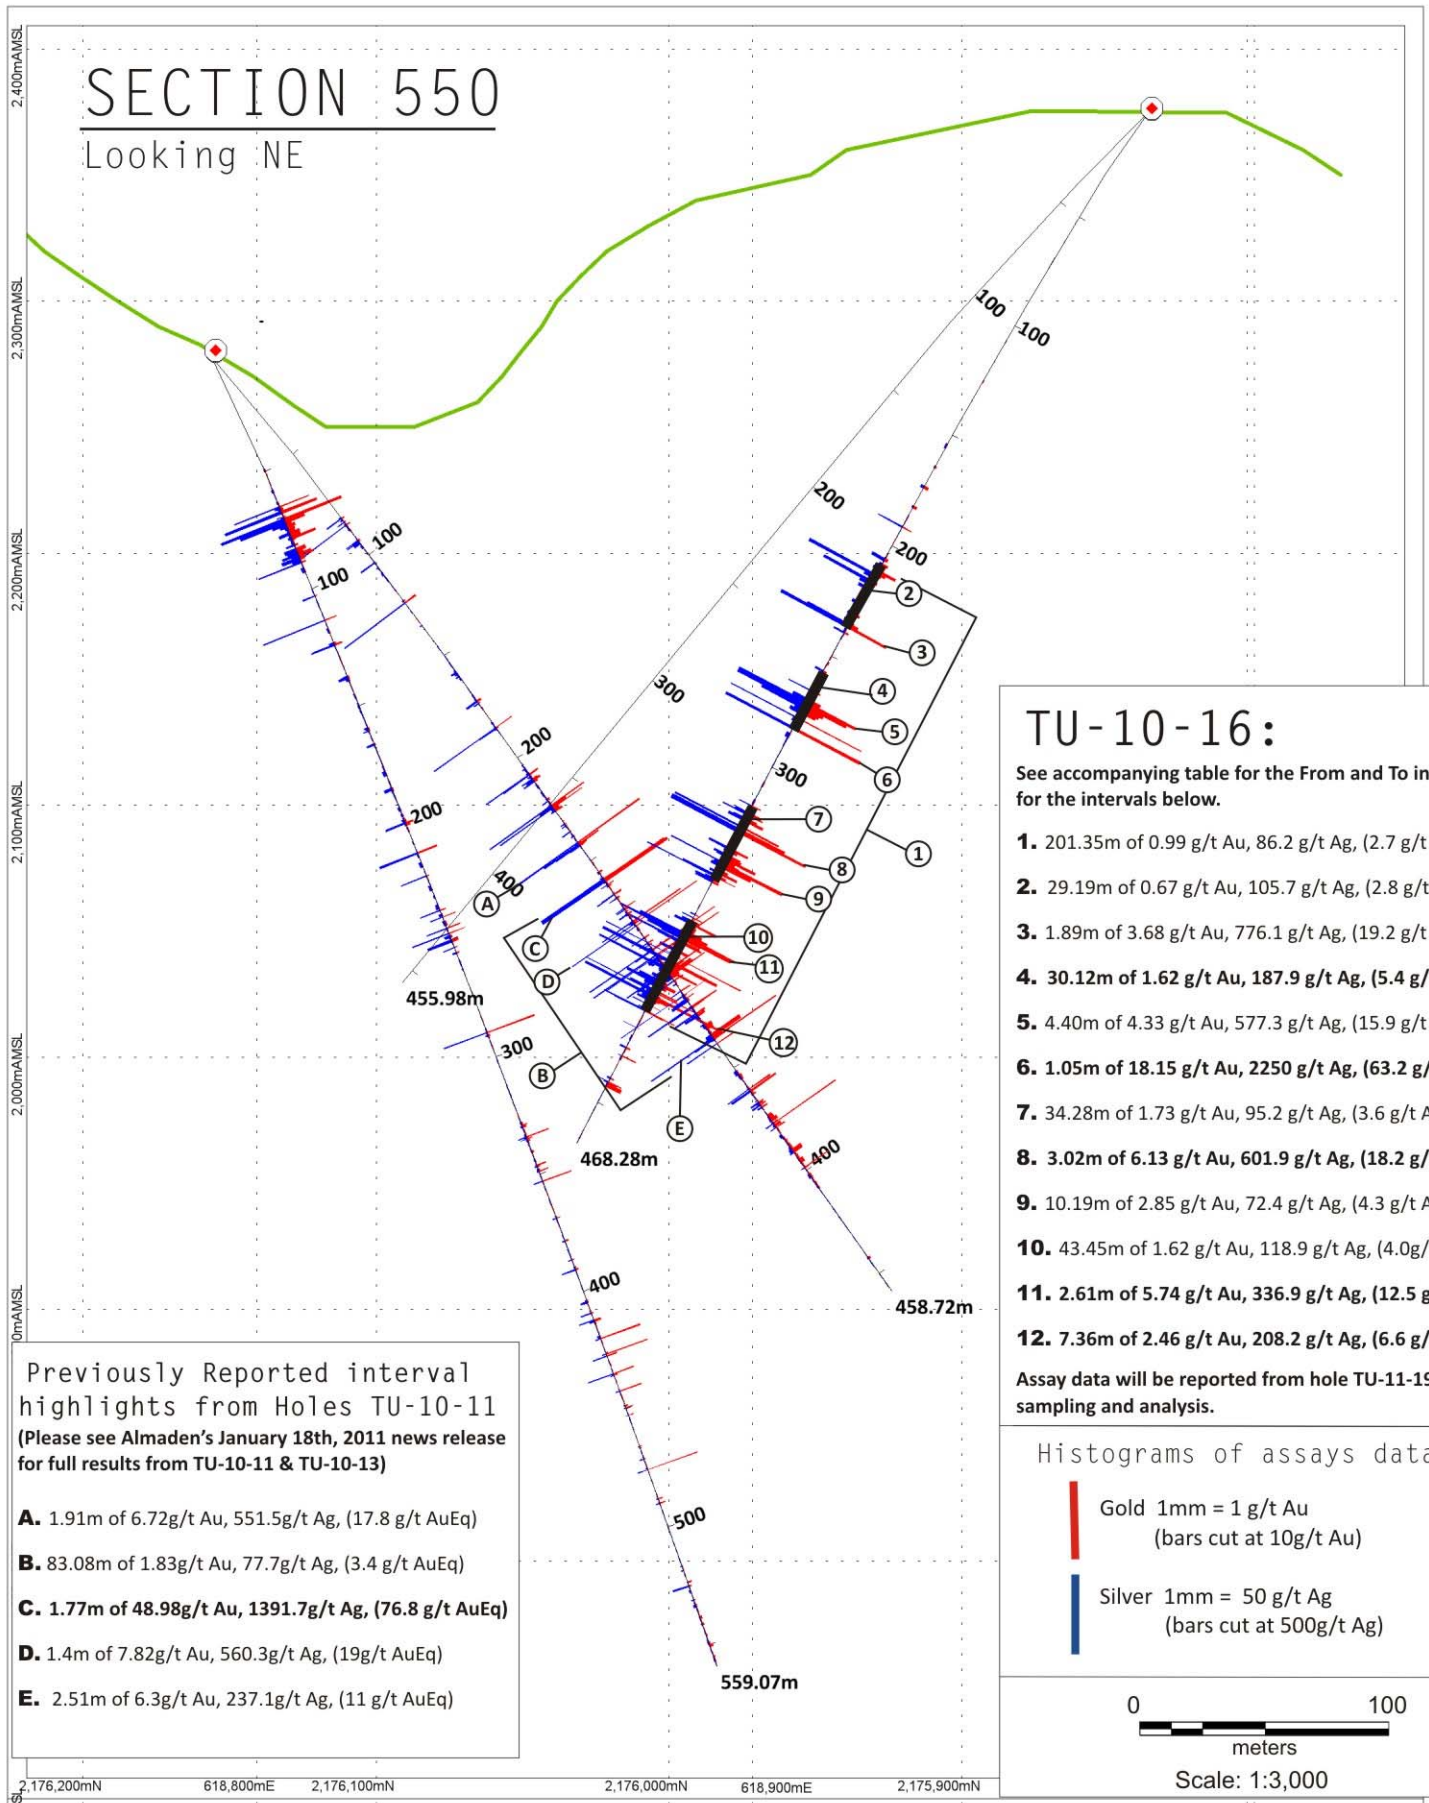 SECTION 550
Looking NE
2,400mAMSL
2,300mAMSL
2,200mAMSL
2,100mAMSL
2,000mAMSL
0mAMSL
SL
100
100
200
200
300
300
400
100
100
200
200
300
400
400
500
455.98m
468.28m
458.72m
559.07m
1
2
3
4
5
6
7
8
9
10
11
12
A
B
C
D
E
TU-10-16:
See accompanying table for the From and To in
for the intervals below.
1. 201.35m of 0.99 g/t Au, 86.2 g/t Ag, (2.7 g/t
2. 29.19m of 0.67 g/t Au, 105.7 g/t Ag, (2.8 g/t
3. 1.89m of 3.68 g/t Au, 776.1 g/t Ag, (19.2 g/t
4. 30.12m of 1.62 g/t Au, 187.9 g/t Ag, (5.4 g/
5. 4.40m of 4.33 g/t Au, 577.3 g/t Ag, (15.9 g/t
6. 1.05m of 18.15 g/t Au, 2250 g/t Ag, (63.2 g/
7. 34.28m of 1.73 g/t Au, 95.2 g/t Ag, (3.6 g/t A
8. 3.02m of 6.13 g/t Au, 601.9 g/t Ag, (18.2 g/
9. 10.19m of 2.85 g/t Au, 72.4 g/t Ag, (4.3 g/t A
10. 43.45m of 1.62 g/t Au, 118.9 g/t Ag, (4.0g/
11. 2.61m of 5.74 g/t Au, 336.9 g/t Ag, (12.5 g
12. 7.36m of 2.46 g/t Au, 208.2 g/t Ag, (6.6 g/
Assay data will be reported from hole TU-11-19
sampling and analysis.
Histograms of assays data
Gold 1mm = 1 g/t Au
(bars cut at 10g/t Au)
Silver 1mm = 50 g/t Ag
(bars cut at 500g/t Ag)
0 100
meters
Scale: 1:3,000
Previously Reported interval
highlights from Holes TU-10-11
(Please see Almaden's January 18th, 2011 news release
for full results from TU-10-11 & TU-10-13)
A. 1.91m of 6.72g/t Au, 551.5g/t Ag, (17.8 g/t AuEq)
B. 83.08m of 1.83g/t Au, 77.7g/t Ag, (3.4 g/t AuEq)
C. 1.77m of 48.98g/t Au, 1391.7g/t Ag, (76.8 g/t AuEq)
D. 1.4m of 7.82g/t Au, 560.3g/t Ag, (19g/t AuEq)
E. 2.51m of 6.3g/t Au, 237.1g/t Ag, (11 g/t AuEq)
2,176,200mN 618,800mE 2,176,100mN 2,176,000mN 618,900mE 2,175,900mN